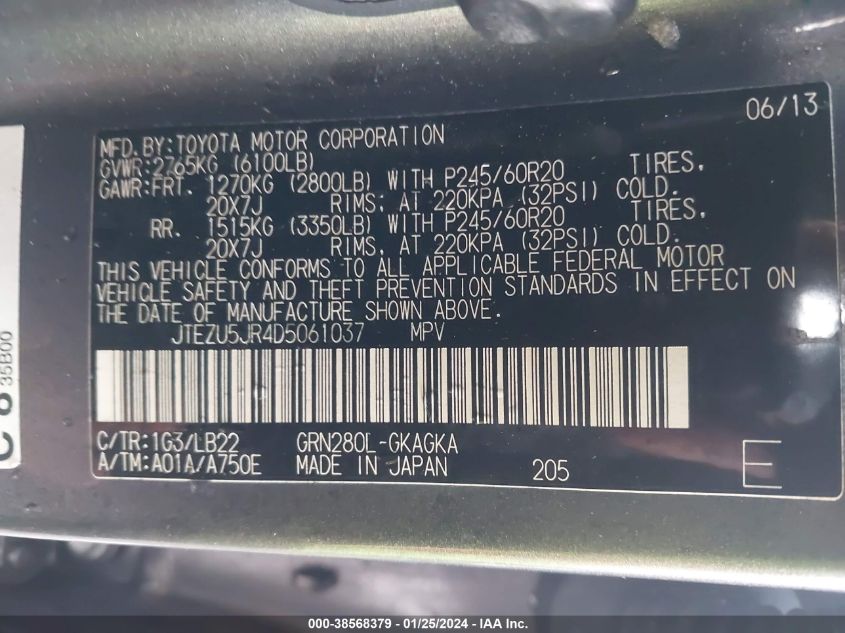 06/13
MFD. BY: TOYOTA MOTOR CORPORATION
GVWR: 2765KG (6100LB)
GAWR: FRT. 1270KG (2800LB) WITH P245/60R20 TIRES,
20X7J RIMS, AT 220KPA (32PSI) COLD.
RR. 1515KG (3350LB) WITH P245/60R20 TIRES,
20X7J RIMS, AT 220KPA (32PSI) COLD.
THIS VEHICLE CONFORMS TO ALL APPLICABLE FEDERAL MOTOR
VEHICLE SAFETY AND THEFT PREVENTION STANDARDS IN EFFECT ON
THE DATE OF MANUFACTURE SHOWN ABOVE.
JTEZU5JR4D5061037 MPV
C/TR: 1G3/LB22 GRN280L-GKAGKA
A/TM: A01A/A750E MADE IN JAPAN 205 E
C 8
35B00
000-38568379 - 01/25/2024 - IAA Inc.